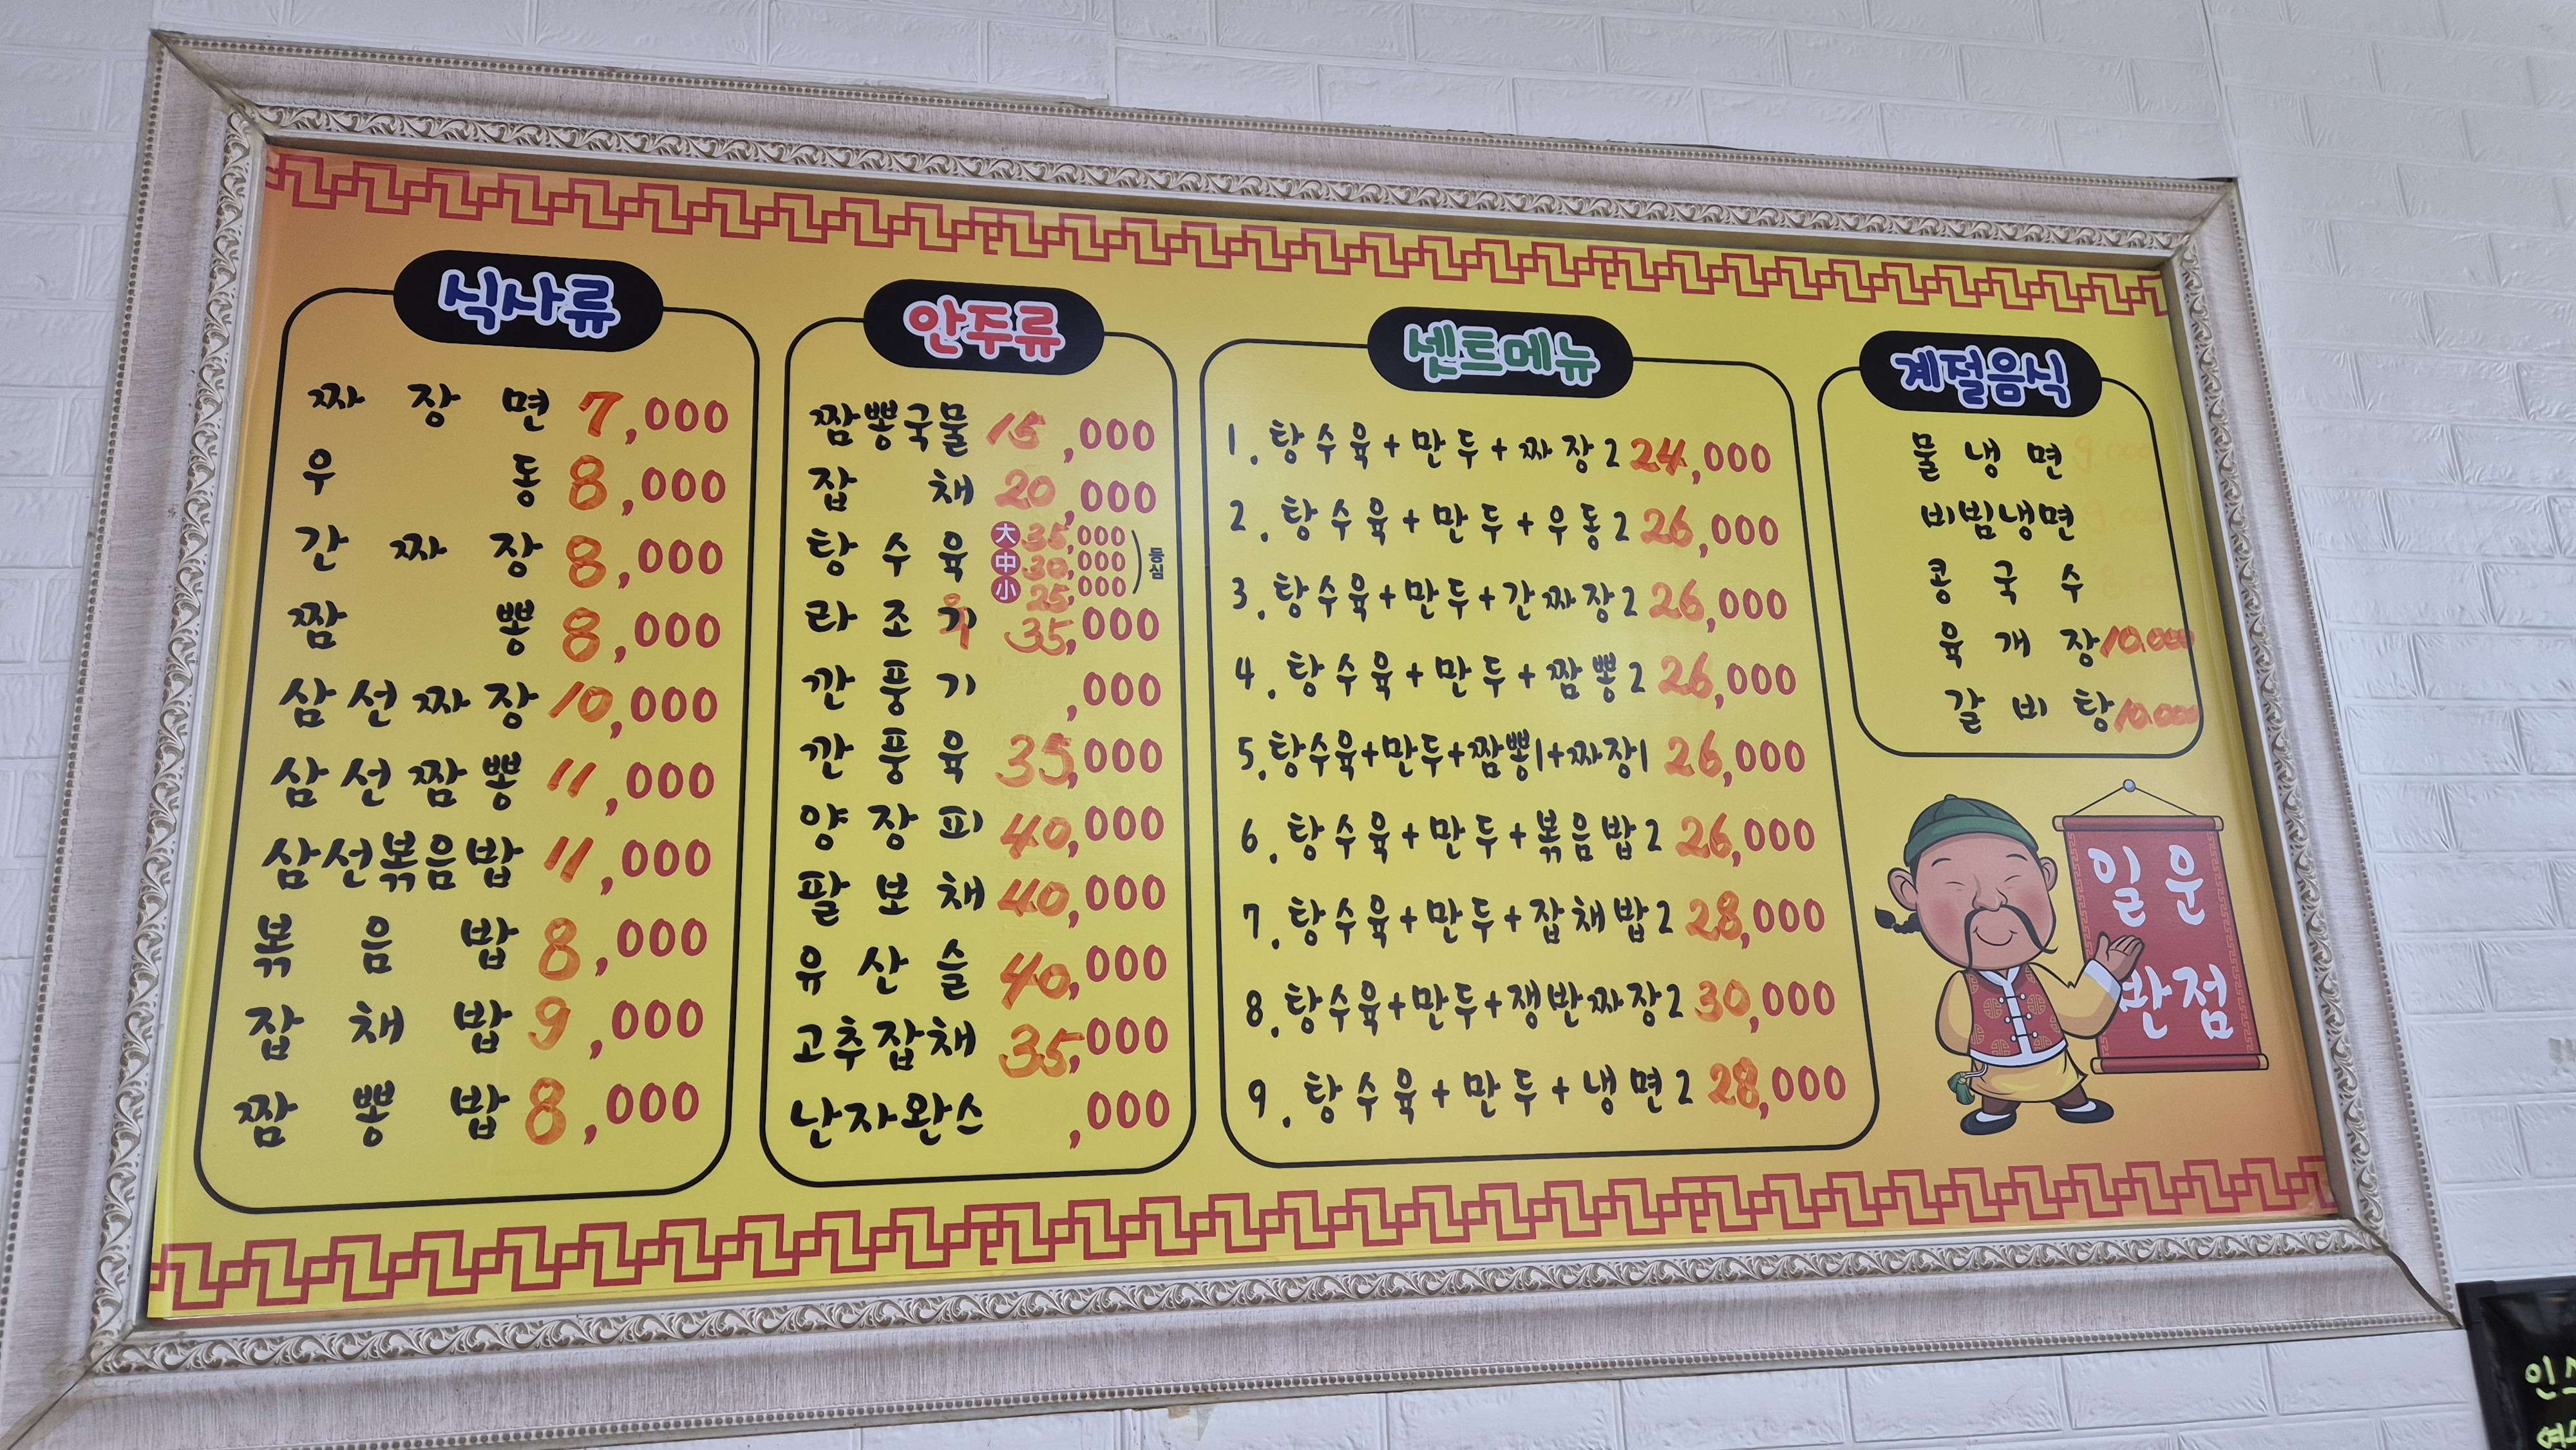 식사류
짜장면 7,000
우동 8,000
간짜장 8,000
짬뽕 8,000
삼선짜장 10,000
삼선짬뽕 11,000
삼선볶음밥 11,000
볶음밥 8,000
잡채밥 9,000
짬뽕밥 8,000
안주류
짬뽕국물 15,000
잡채 20,000
탕수육 大 35,000
中 30,000
小 25,000
등심
라조육 35,000
깐풍기 ,000
깐풍육 35,000
양장피 40,000
팔보채 40,000
유산슬 40,000
고추잡채 35,000
난자완스 ,000
셋트메뉴
1. 탕수육+만두+짜장2 24,000
2. 탕수육+만두+우동2 26,000
3. 탕수육+만두+간짜장2 26,000
4. 탕수육+만두+짬뽕2 26,000
5. 탕수육+만두+짬뽕1+짜장1 26,000
6. 탕수육+만두+볶음밥2 26,000
7. 탕수육+만두+잡채밥2 28,000
8. 탕수육+만두+쟁반짜장2 30,000
9. 탕수육+만두+냉면2 28,000
계절음식
물냉면
비빔냉면
콩국수
육개장 10.000
갈비탕 10.000
일운
반점